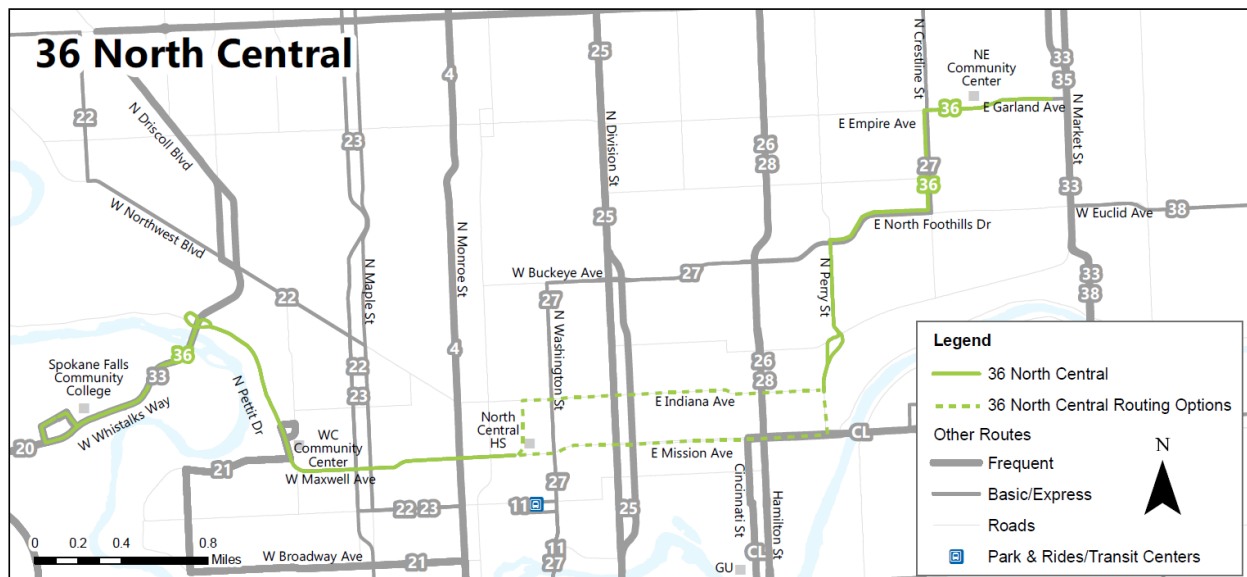 36 North Central
22
N Driscoll Blvd
23
4
25
N Division St
26
28
N Crestline St
NE
Community
Center
33
35
N Market St
36
E Garland Ave
E Empire Ave
27
36
33
W Euclid Ave
38
W Northwest Blvd
25
E North Foothills Dr
N Maple St
N Monroe St
W Buckeye Ave
27
N Perry St
33
38
22
27
N Washington St
36
33
Spokane Falls
Community
College
W Whistalks Way
20
N Pettit Dr
22
23
4
26
28
E Indiana Ave
North
Central
HS
E Mission Ave
CL
WC
Community
Center
W Maxwell Ave
21
27
22
23
11
25
Cincinnati St
Hamilton St
0
0.2
0.4
0.8
Miles
W Broadway Ave
21
11
27
CL
GU
Legend
36 North Central
36 North Central Routing Options
Other Routes
Frequent
Basic/Express
Roads
Park & Rides/Transit Centers
N